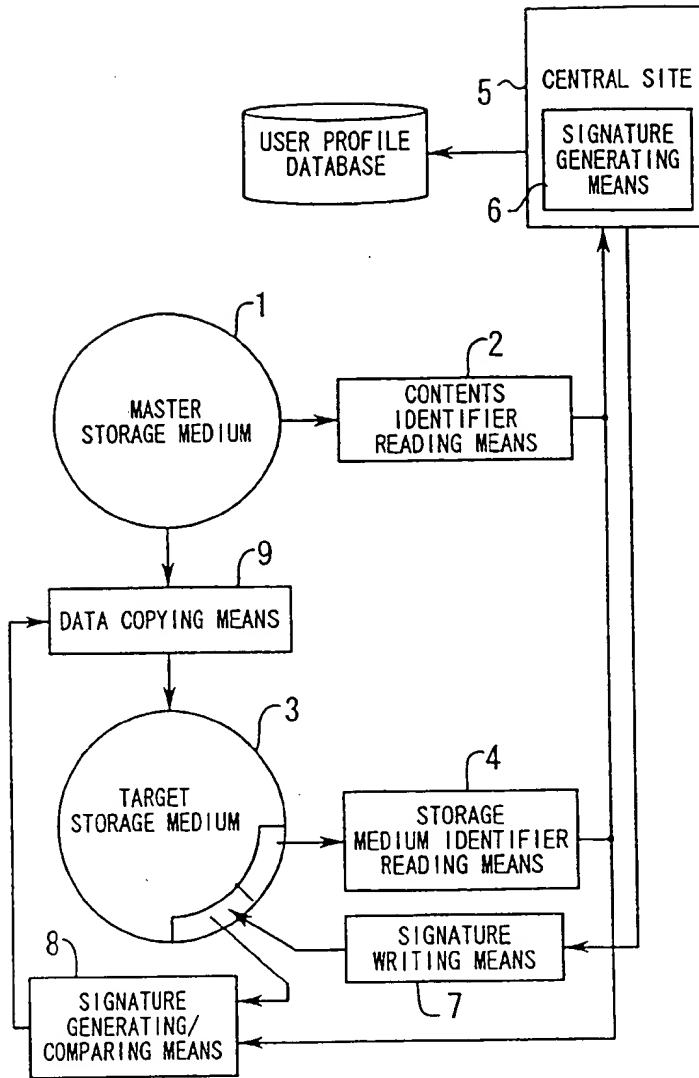 5
CENTRAL SITE
SIGNATURE
GENERATING
MEANS
6
USER PROFILE
DATABASE
1
MASTER
STORAGE MEDIUM
2
CONTENTS
IDENTIFIER
READING MEANS
9
DATA COPYING MEANS
3
TARGET
STORAGE MEDIUM
4
STORAGE
MEDIUM IDENTIFIER
READING MEANS
SIGNATURE
WRITING MEANS
7
8
SIGNATURE
GENERATING/
COMPARING MEANS